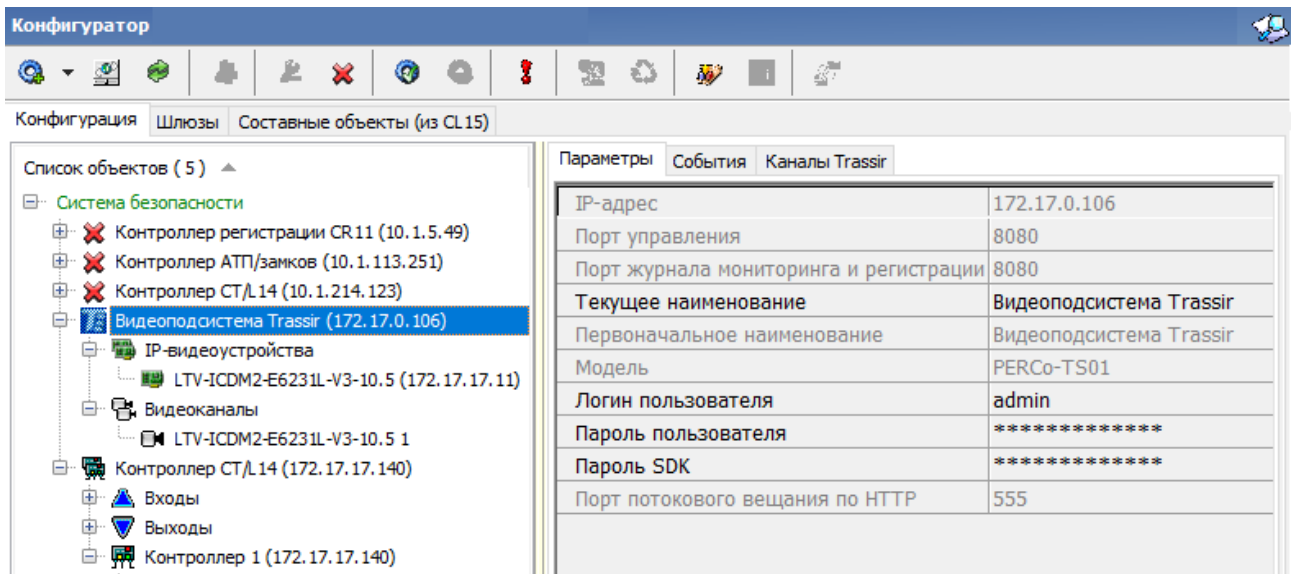 Конфигуратор
Конфигурация Шлюзы Составные объекты (из CL15)
Список объектов ( 5 )
Система безопасности
Контроллер регистрации CR11 (10.1.5.49)
Контроллер АТП/замков (10.1.113.251)
Контроллер CT/L14 (10.1.214.123)
Видеоподсистема Trassir (172.17.0.106)
IP-видеоустройства
LTV-ICDM2-E6231L-V3-10.5 (172.17.17.11)
Видеоканалы
LTV-ICDM2-E6231L-V3-10.5 1
Контроллер CT/L14 (172.17.17.140)
Входы
Выходы
Контроллер 1 (172.17.17.140)
Параметры События Каналы Trassir
IP-адрес 172.17.0.106
Порт управления 8080
Порт журнала мониторинга и регистрации 8080
Текущее наименование Видеоподсистема Trassir
Первоначальное наименование Видеоподсистема Trassir
Модель PERCo-TS01
Логин пользователя admin
Пароль пользователя *************
Пароль SDK *************
Порт потокового вещания по HTTP 555